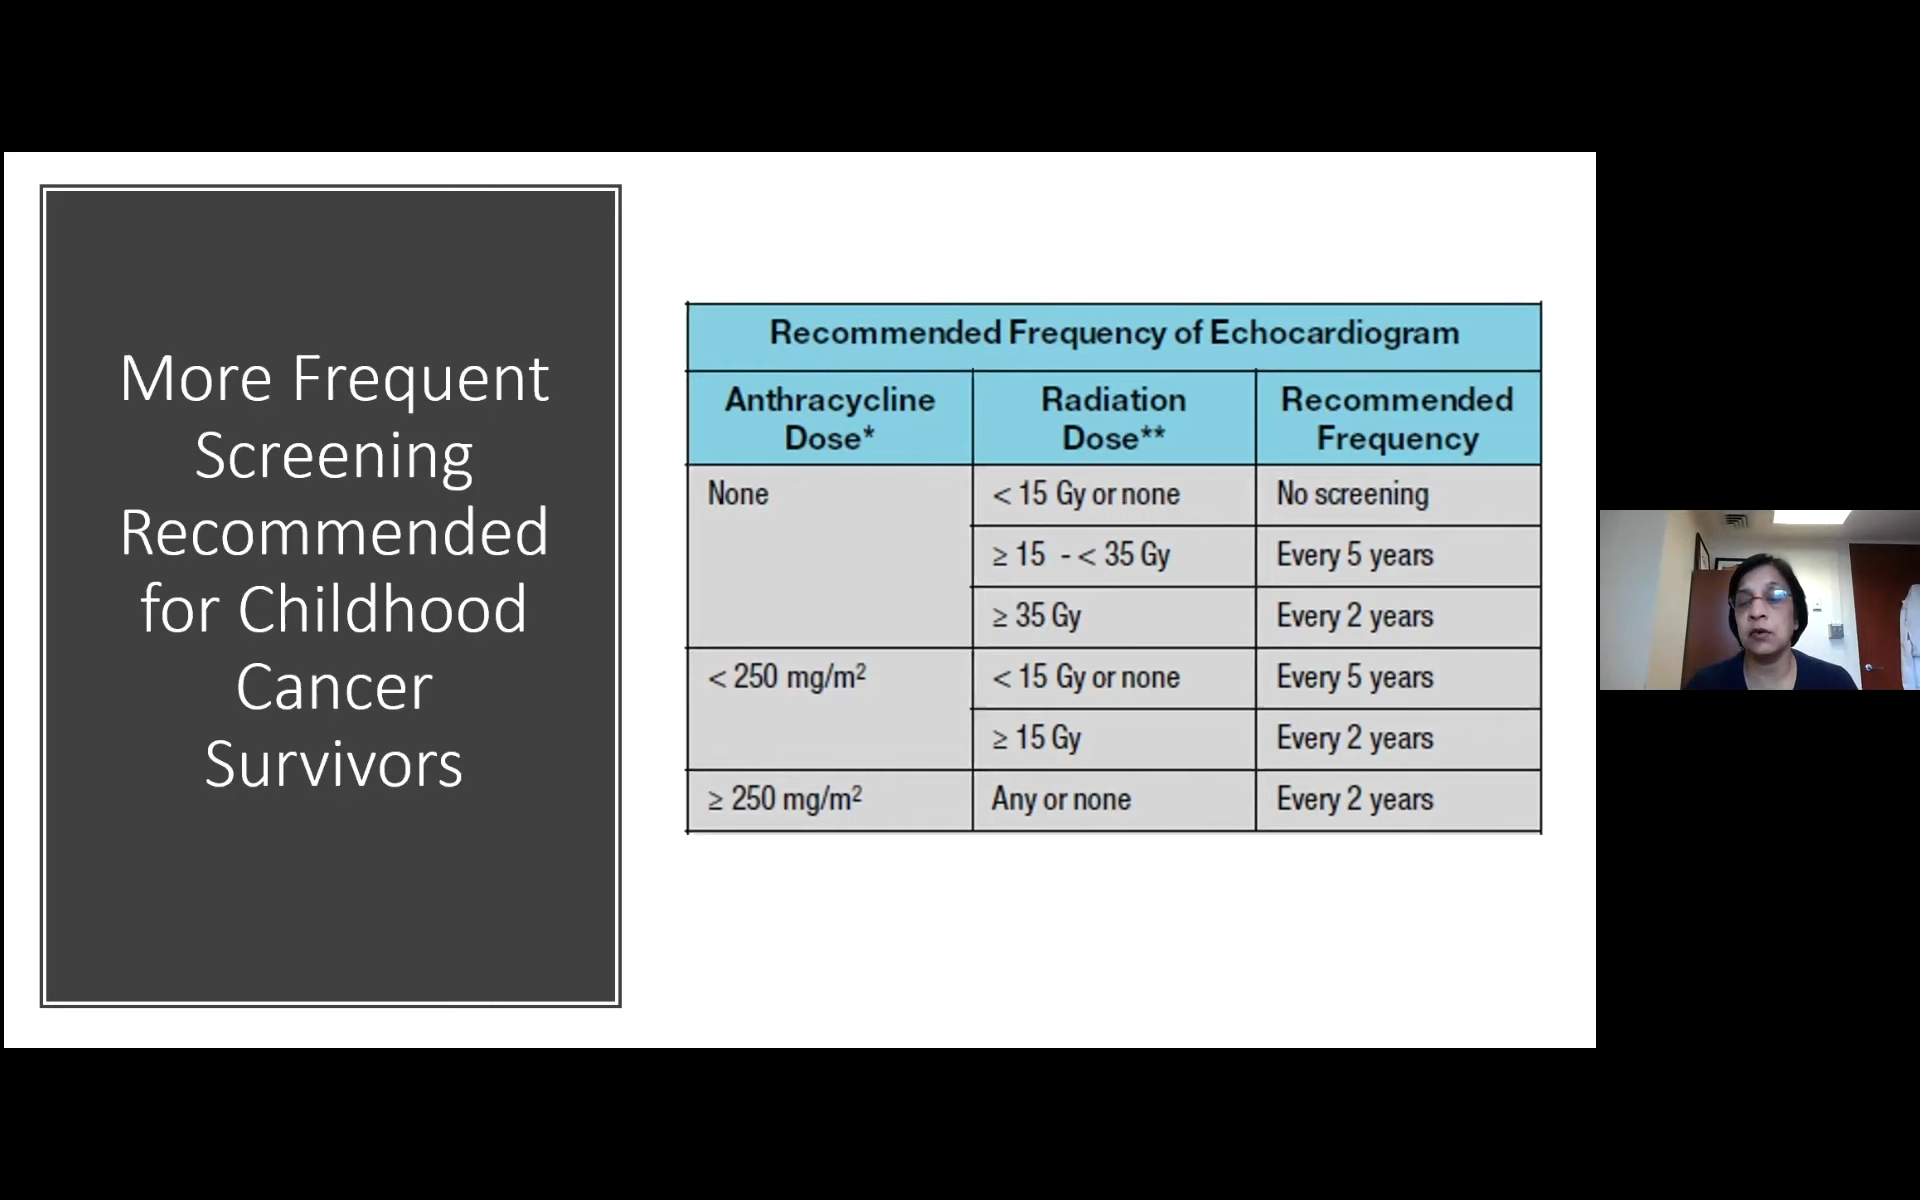 More Frequent
Screening
Recommended
for Childhood
Cancer
Survivors
Recommended Frequency of Echocardiogram
Anthracycline Dose* Radiation Dose** Recommended Frequency
None < 15 Gy or none No screening
≥ 15 - < 35 Gy Every 5 years
≥ 35 Gy Every 2 years
< 250 mg/m² < 15 Gy or none Every 5 years
≥ 15 Gy Every 2 years
≥ 250 mg/m² Any or none Every 2 years